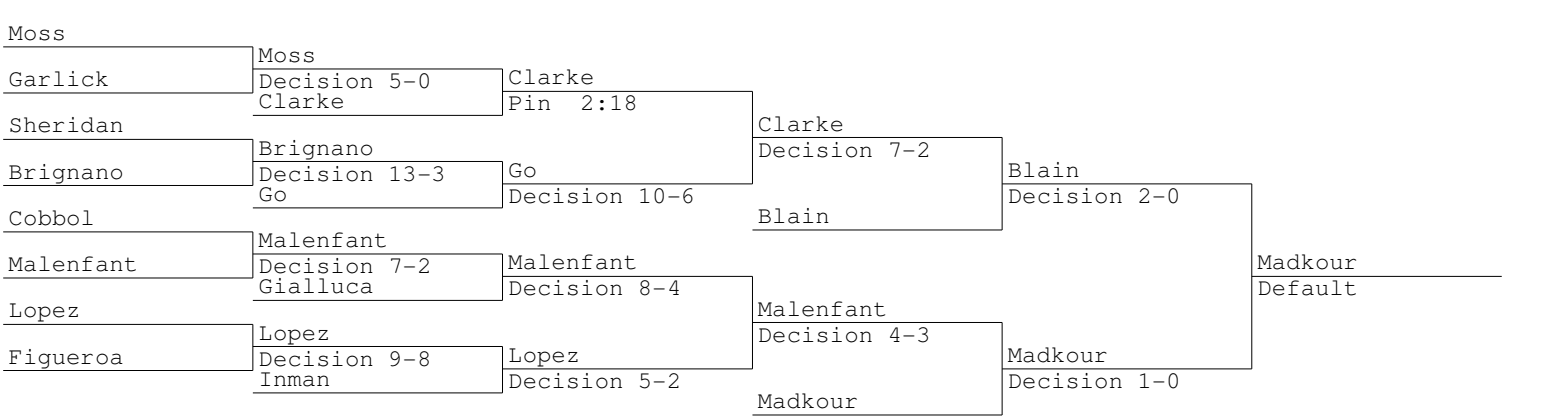 Moss
Garlick
Sheridan
Brignano
Cobbol
Malenfant
Lopez
Figueroa
Moss
Decision 5-0
Clarke
Brignano
Decision 13-3
Go
Malenfant
Decision 7-2
Gialluca
Lopez
Decision 9-8
Inman
Clarke
Pin 2:18
Go
Decision 10-6
Malenfant
Decision 8-4
Lopez
Decision 5-2
Clarke
Decision 7-2
Blain
Malenfant
Decision 4-3
Madkour
Blain
Decision 2-0
Madkour
Decision 1-0
Madkour
Default